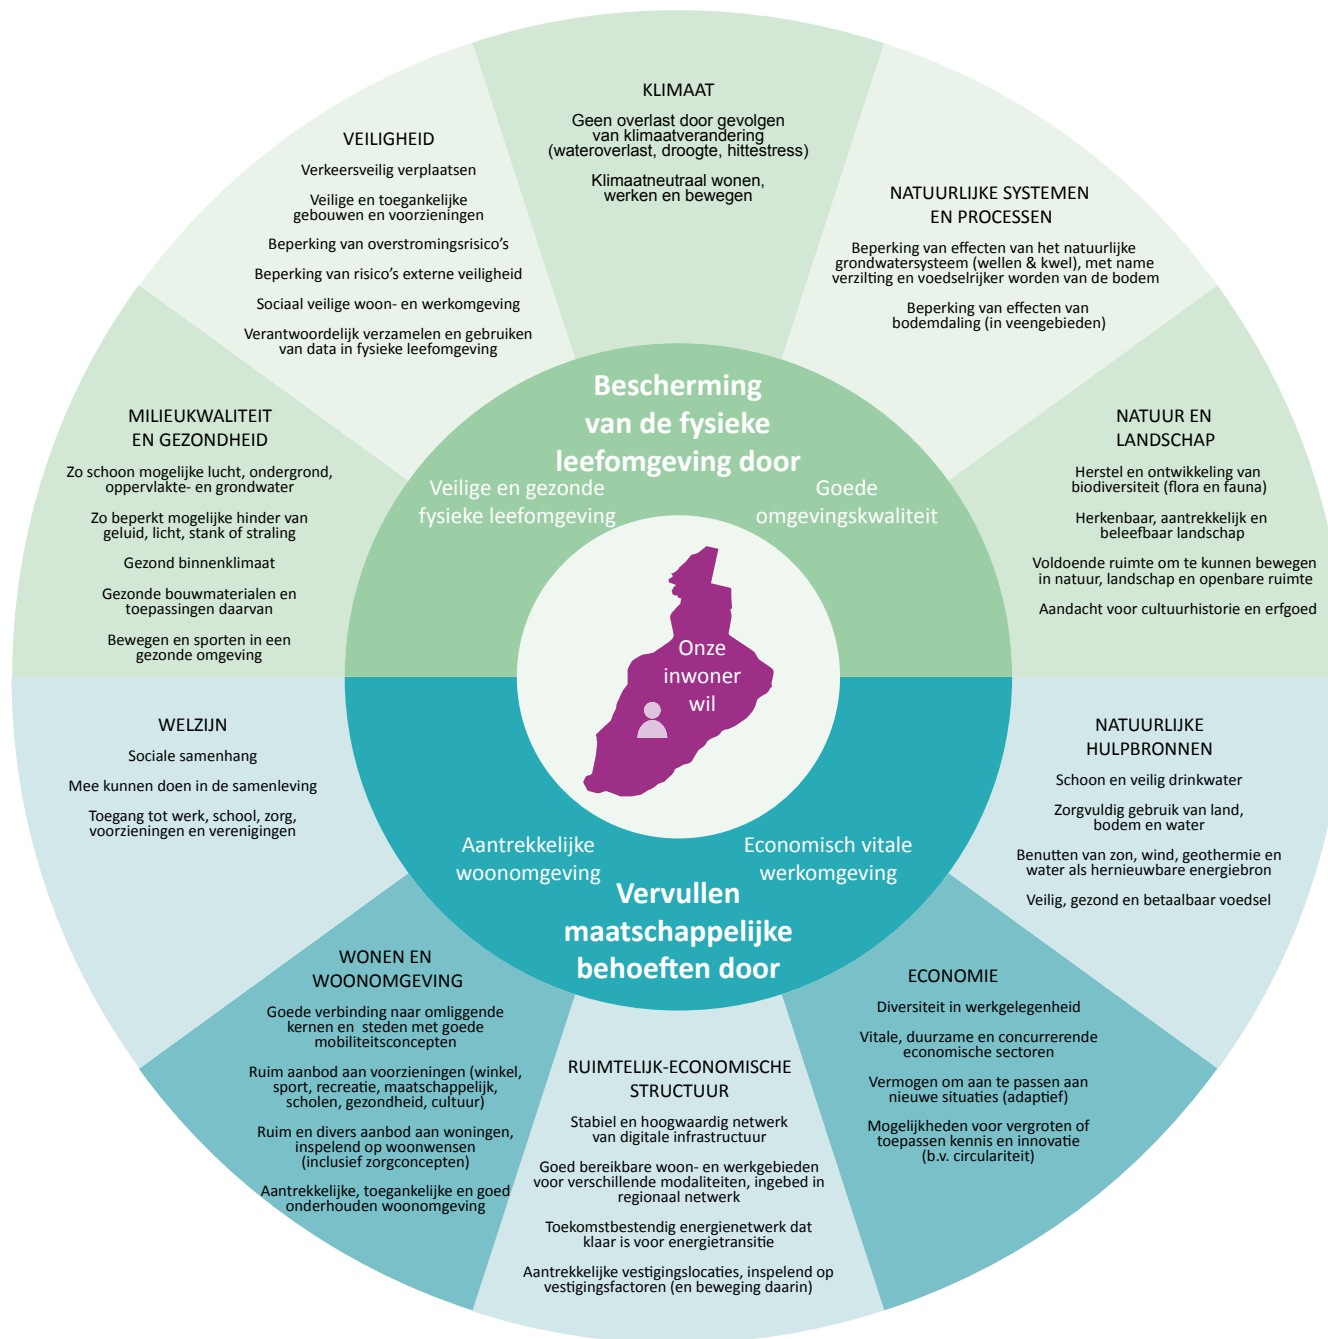 KLIMAAT
Geen overlast door gevolgen
van klimaatverandering
(wateroverlast, droogte, hittestress)
Klimaatneutraal wonen,
werken en bewegen
VEILIGHEID
Verkeersveilig verplaatsen
Veilige en toegankelijke
gebouwen en voorzieningen
Beperking van overstromingsrisico's
Beperking van risico's externe veiligheid
Sociaal veilige woon- en werkomgeving
Verantwoordelijk verzamelen en gebruiken
van data in fysieke leefomgeving
NATUURLIJKE SYSTEMEN
EN PROCESSEN
Beperking van effecten van het natuurlijke
grondwatersysteem (wellen & kwel), met name
verzilting en voedselrijker worden van de bodem
Beperking van effecten van
bodemdaling (in veengebieden)
MILIEUKWALITEIT
EN GEZONDHEID
Zo schoon mogelijke lucht, ondergrond,
oppervlakte- en grondwater
Zo beperkt mogelijke hinder van
geluid, licht, stank of straling
Gezond binnenklimaat
Gezonde bouwmaterialen en
toepassingen daarvan
Bewegen en sporten in een
gezonde omgeving
NATUUR EN
LANDSCHAP
Herstel en ontwikkeling van
biodiversiteit (flora en fauna)
Herkenbaar, aantrekkelijk en
beleefbaar landschap
Voldoende ruimte om te kunnen bewegen
in natuur, landschap en openbare ruimte
Aandacht voor cultuurhistorie en erfgoed
Bescherming
van de fysieke
leefomgeving door
Veilige en gezonde
fysieke leefomgeving
Goede
omgevingskwaliteit
Onze
inwoner
wil
Aantrekkelijke
woonomgeving
Economisch vitale
werkomgeving
Vervullen
maatschappelijke
behoeften door
WELZIJN
Sociale samenhang
Mee kunnen doen in de samenleving
Toegang tot werk, school, zorg,
voorzieningen en verenigingen
NATUURLIJKE
HULPBRONNEN
Schoon en veilig drinkwater
Zorgvuldig gebruik van land,
bodem en water
Benutten van zon, wind, geothermie en
water als hernieuwbare energiebron
Veilig, gezond en betaalbaar voedsel
WONEN EN
WOONOMGEVING
Goede verbinding naar omliggende
kernen en steden met goede
mobiliteitsconcepten
Ruim aanbod aan voorzieningen (winkel,
sport, recreatie, maatschappelijk,
scholen, gezondheid, cultuur)
Ruim en divers aanbod aan woningen,
inspelend op woonwensen
(inclusief zorgconcepten)
Aantrekkelijke, toegankelijke en goed
onderhouden woonomgeving
RUIMTELIJK-ECONOMISCHE
STRUCTUUR
Stabiel en hoogwaardig netwerk
van digitale infrastructuur
Goed bereikbare woon- en werkgebieden
voor verschillende modaliteiten, ingebed in
regionaal netwerk
Toekomstbestendig energienetwerk dat
klaar is voor energietransitie
Aantrekkelijke vestigingslocaties, inspelend op
vestigingsfactoren (en beweging daarin)
ECONOMIE
Diversiteit in werkgelegenheid
Vitale, duurzame en concurrerende
economische sectoren
Vermogen om aan te passen aan
nieuwe situaties (adaptief)
Mogelijkheden voor vergroten of
toepassen kennis en innovatie
(b.v. circulariteit)